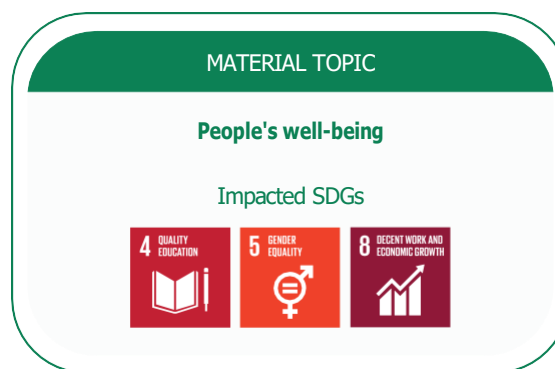 MATERIAL TOPIC
People's well-being
Impacted SDGs
4 QUALITY
EDUCATION
5 GENDER
EQUALITY
8 DECENT WORK AND
ECONOMIC GROWTH